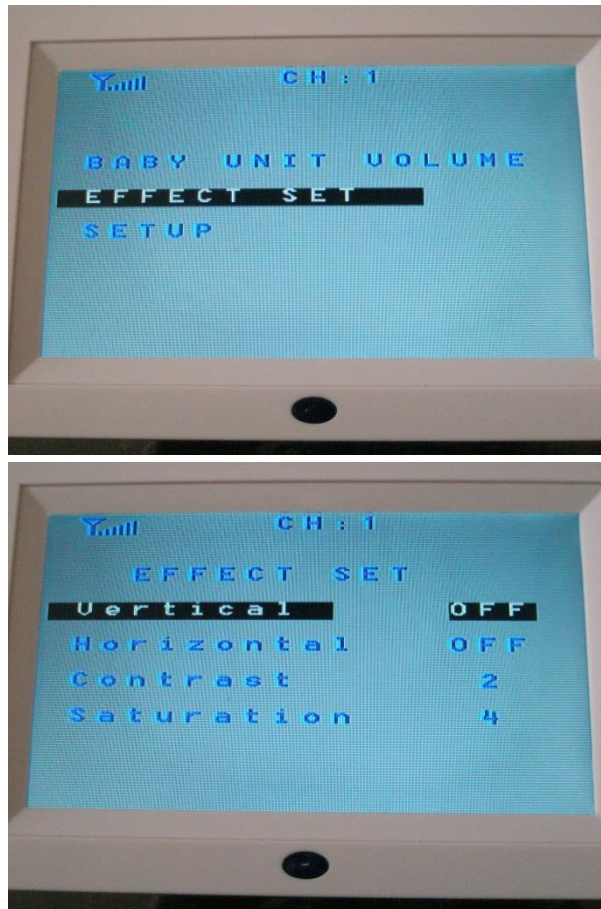 CH:1
BABY UNIT VOLUME
EFFECT SET
SETUP
CH:1
EFFECT SET
Vertical OFF
Horizontal OFF
Contrast 2
Saturation 4